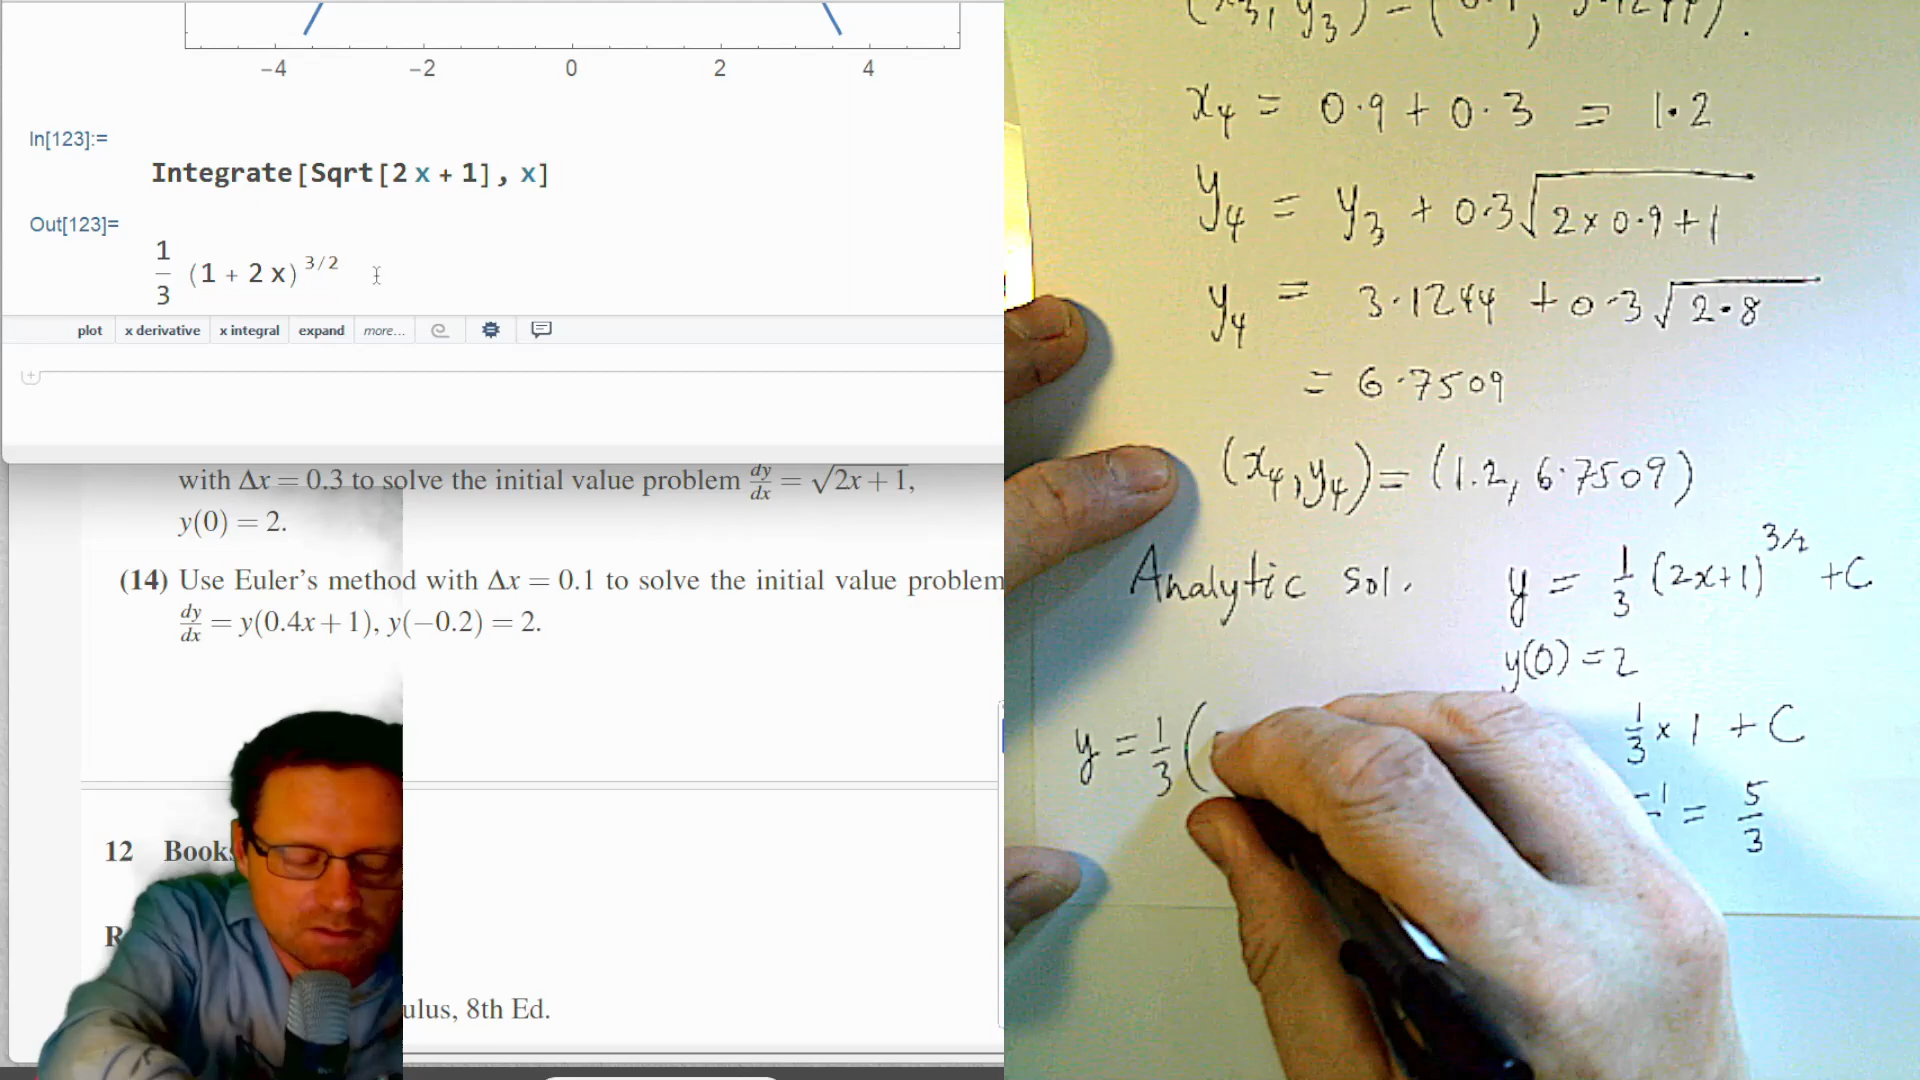 -4 -2 0 2 4
In[123]:=
Integrate[Sqrt[2 x + 1], x]
Out[123]=
1/3 (1 + 2 x)^3/2
plot x derivative x integral expand more...
with Δx = 0.3 to solve the initial value problem dy/dx = √2x+1,
y(0) = 2.
(14) Use Euler's method with Δx = 0.1 to solve the initial value problem
dy/dx = y(0.4x+1), y(−0.2) = 2.
12 Books
R
ulus, 8th Ed.
x4 = 0.9 + 0.3 = 1.2
y4 = y3 + 0.3√2×0.9+1
y4 = 3.1244 + 0.3√2.8
= 6.7509
(x4, y4) = (1.2, 6.7509)
Analytic sol. y = 1/3 (2x+1)^3/2 + C
y(0) = 2
1/3 × 1 + C
y = 1/3 (
= 5/3